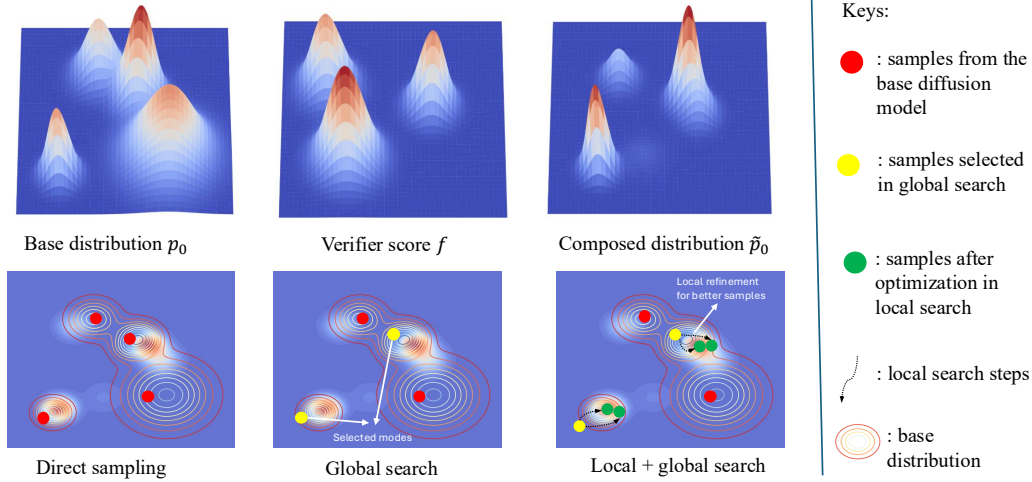 Base distribution p₀
Verifier score f
Composed distribution p̃₀
Local refinement
for better samples
Selected modes
Direct sampling
Global search
Local + global search
Keys:
: samples from the
base diffusion
model
: samples selected
in global search
: samples after
optimization in
local search
: local search steps
: base
distribution